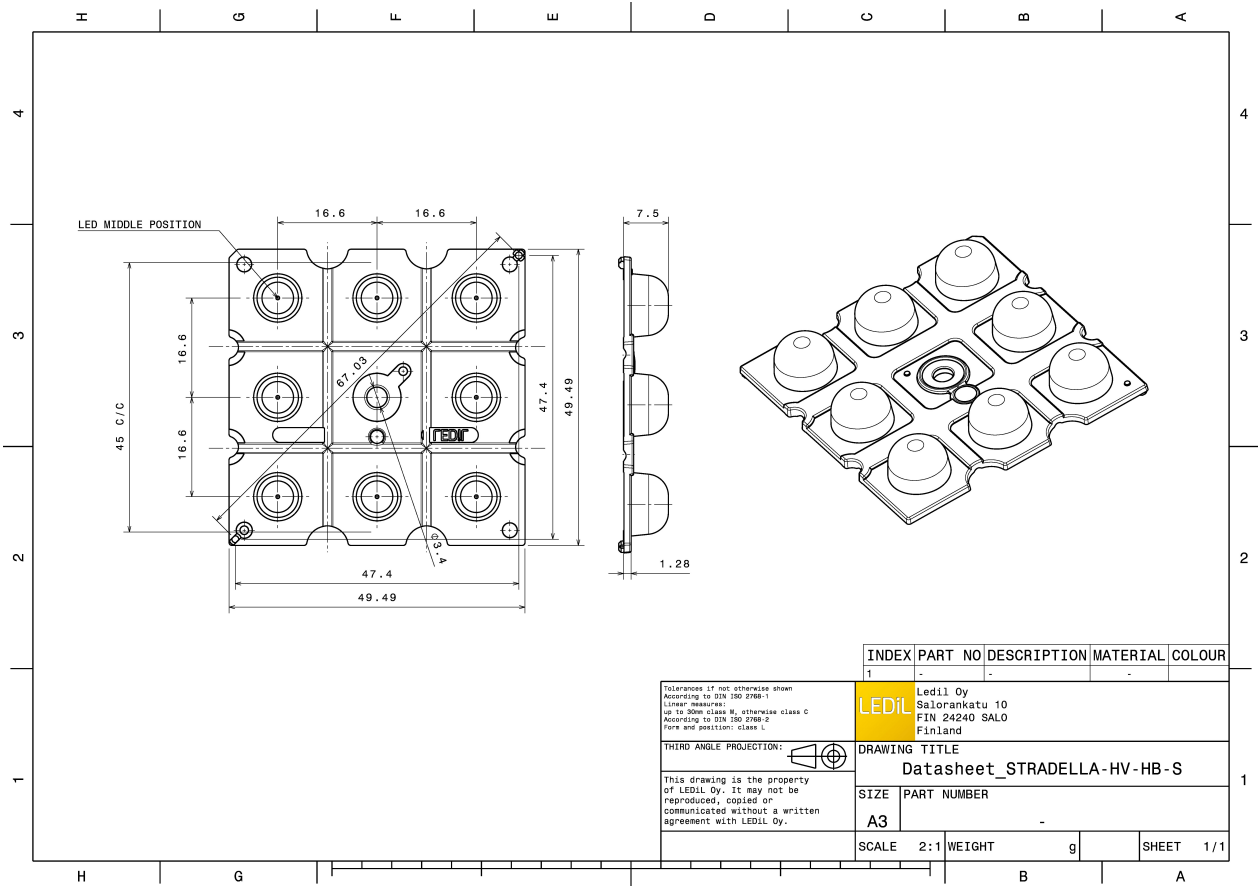 H G F E D C B A
4 4
3 3
2 2
1 1
LED MIDDLE POSITION
16.6 16.6
7.5
16.6
16.6
45 C/C
67.03
47.4
49.49
LEDiL
Ø3.4
47.4
49.49
1.28
INDEX PART NO DESCRIPTION MATERIAL COLOUR
1 - - -
Tolerances if not otherwise shown
According to DIN ISO 2768-1
Linear measures:
up to 30mm class M, otherwise class C
According to DIN ISO 2768-2
Form and position: class L
THIRD ANGLE PROJECTION:
This drawing is the property
of LEDiL Oy. It may not be
reproduced, copied or
communicated without a written
agreement with LEDiL Oy.
LEDiL
Ledil Oy
Salorankatu 10
FIN 24240 SALO
Finland
DRAWING TITLE
Datasheet_STRADELLA-HV-HB-S
SIZE PART NUMBER
A3 -
SCALE 2:1 WEIGHT g SHEET 1/1
H G B A